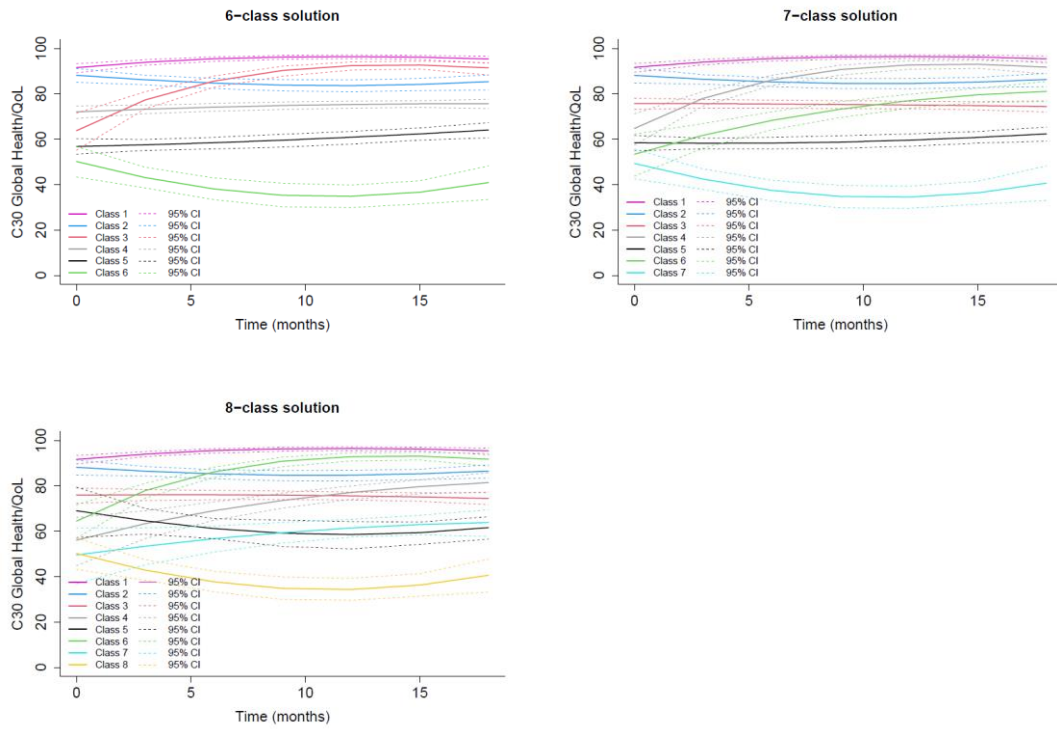 6−class solution
C30 Global Health/QoL
100
80
60
40
20
0
Class 1 95% CI
Class 2 95% CI
Class 3 95% CI
Class 4 95% CI
Class 5 95% CI
Class 6 95% CI
0 5 10 15
Time (months)
7−class solution
C30 Global Health/QoL
100
80
60
40
20
0
Class 1 95% CI
Class 2 95% CI
Class 3 95% CI
Class 4 95% CI
Class 5 95% CI
Class 6 95% CI
Class 7 95% CI
0 5 10 15
Time (months)
8−class solution
C30 Global Health/QoL
100
80
60
40
20
0
Class 1 95% CI
Class 2 95% CI
Class 3 95% CI
Class 4 95% CI
Class 5 95% CI
Class 6 95% CI
Class 7 95% CI
Class 8 95% CI
0 5 10 15
Time (months)